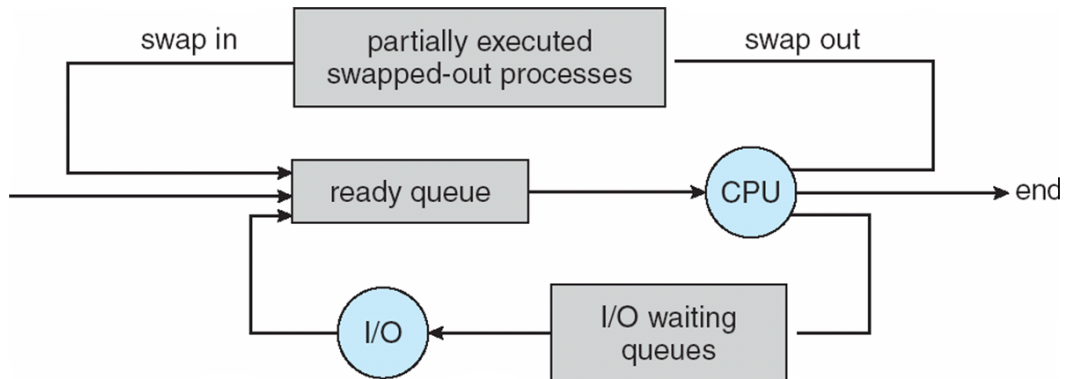 swap in
partially executed
swapped-out processes
swap out
ready queue
CPU
end
I/O
I/O waiting
queues